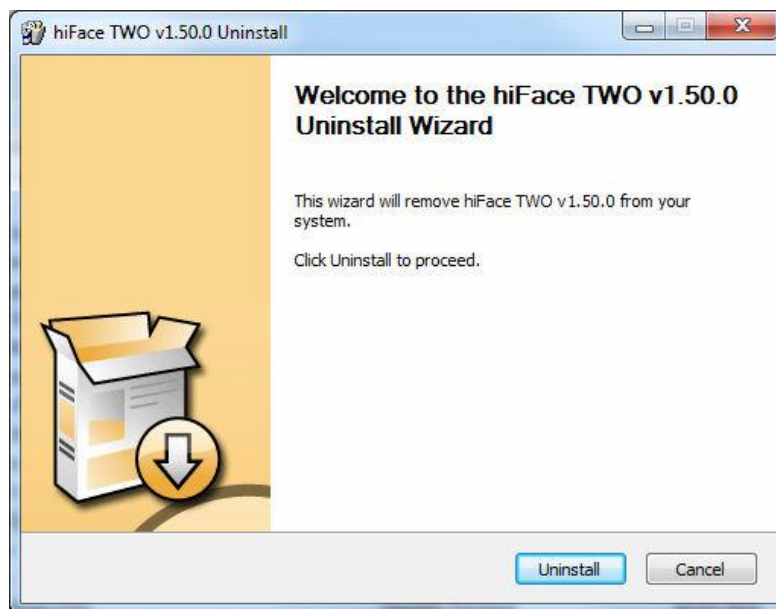 hiFace TWO v1.50.0 Uninstall
Welcome to the hiFace TWO v1.50.0
Uninstall Wizard
This wizard will remove hiFace TWO v1.50.0 from your
system.
Click Uninstall to proceed.
Uninstall
Cancel